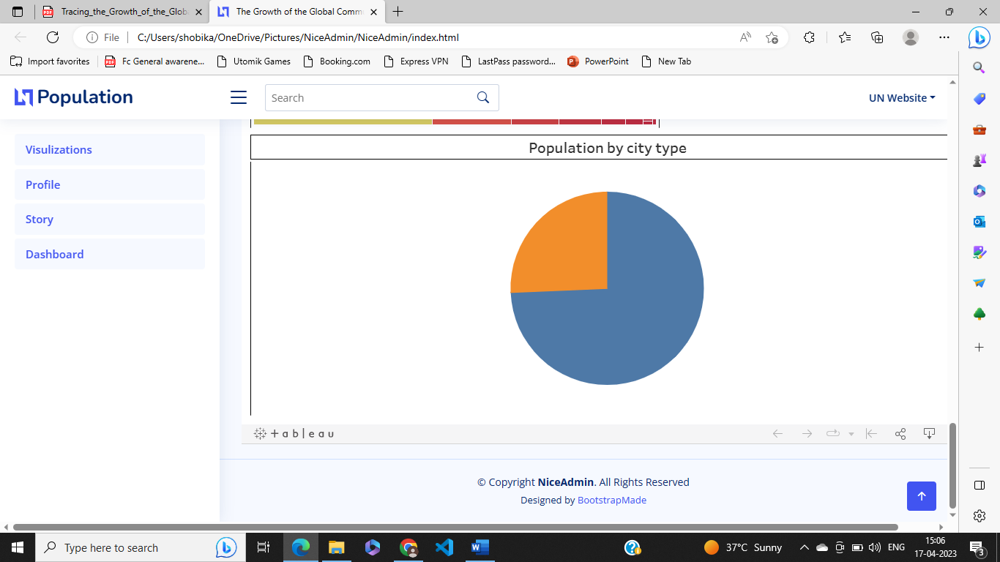 Tracing_the_Growth_of_the_Glob
The Growth of the Global Comm
File
C:/Users/shobika/OneDrive/Pictures/NiceAdmin/NiceAdmin/index.html
Import favorites
Fc General awarene...
Utomik Games
Booking.com
Express VPN
LastPass password...
PowerPoint
New Tab
Population
Search
UN Website
Visulizations
Profile
Story
Dashboard
Population by city type
+ a b | e a u
© Copyright NiceAdmin. All Rights Reserved
Designed by BootstrapMade
Type here to search
37°C Sunny
ENG
15:06
17-04-2023
3